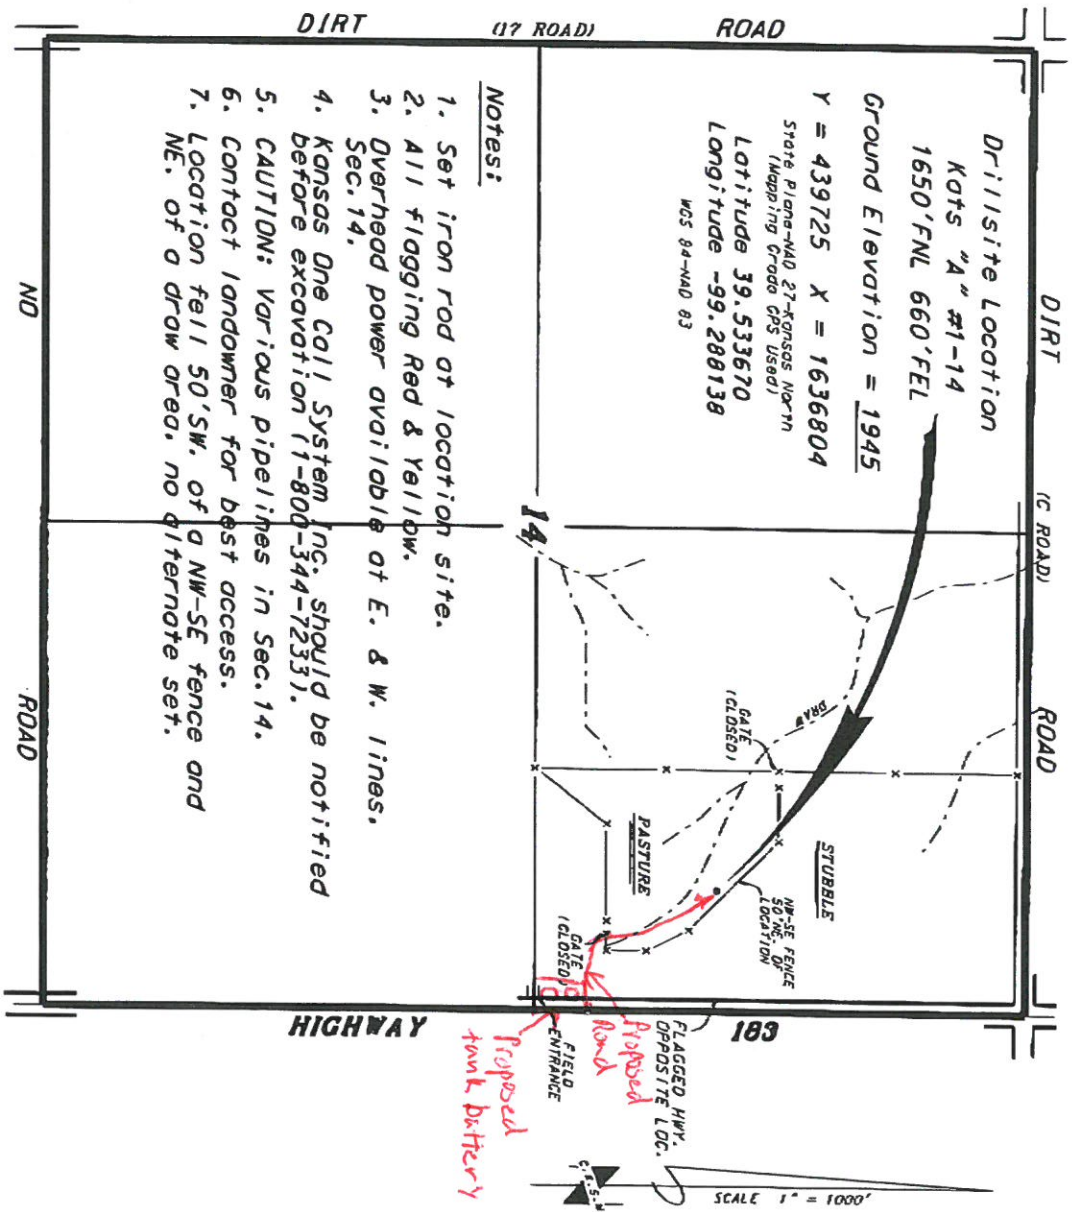 DIRT
(17 ROAD)
ROAD
DIRT
(C ROAD)
ROAD
Drillsite Location
Kats "A" #1-14
1650'FNL 660'FEL
Ground Elevation = 1945
Y = 439725 X = 1636804
State Plane-NAD 27-Kansas North
(Mapping Grade GPS Used)
Latitude 39.533670
Longitude -99.288138
WGS 84-NAD 83
14
DRAW
GATE
(CLOSED)
STUBBLE
PASTURE
NW-SE FENCE
50'NE. OF
LOCATION
GATE
(CLOSED)
Notes:
1. Set iron rod at location site.
2. All flagging Red & Yellow.
3. Overhead power available at E. & W. lines.
Sec.14.
4. Kansas One Call System Inc. should be notified
before excavation (1-800-344-7233).
5. CAUTION: Various pipelines in Sec.14.
6. Contact landowner for best access.
7. Location fell 50'SW. of a NW-SE fence and
NE. of a draw area. no alternate set.
NO
ROAD
HIGHWAY
183
FLAGGED HWY.
OPPOSITE LOC.
Proposed
Road
FIELD
ENTRANCE
Proposed
tank battery
SCALE 1" = 1000'